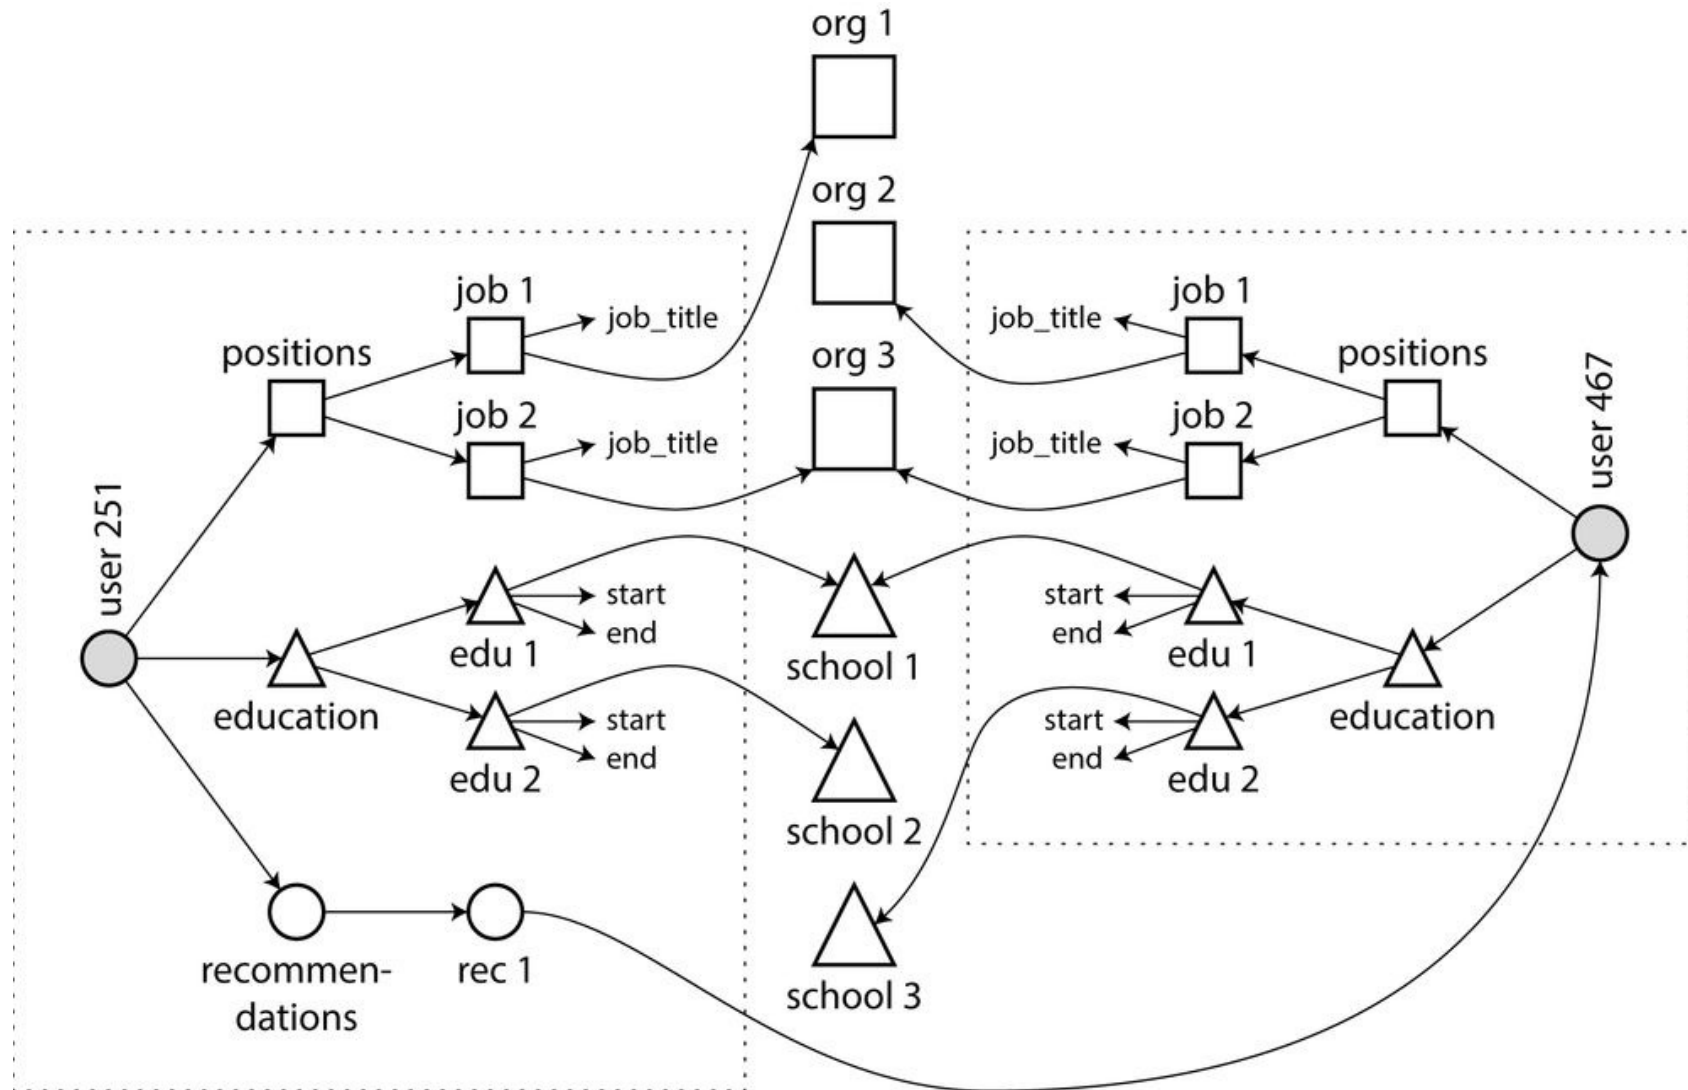 org 1
org 2
org 3
job 1
job_title
positions
job 2
job_title
user 251
edu 1
start
end
education
edu 2
start
end
recommen-
dations
rec 1
school 1
school 2
school 3
job 1
job_title
positions
job 2
job_title
user 467
edu 1
start
end
education
edu 2
start
end